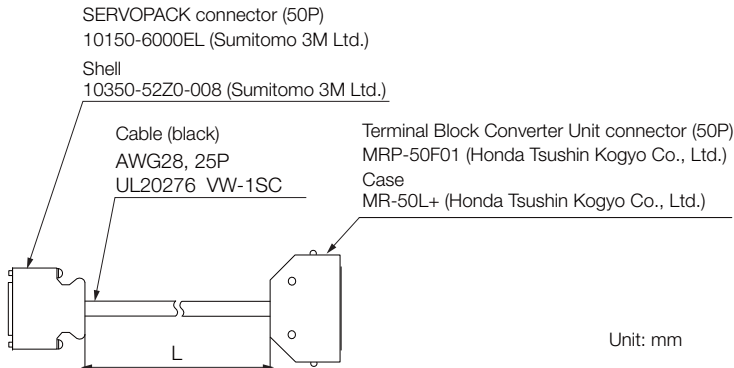 SERVOPACK connector (50P)
10150-6000EL (Sumitomo 3M Ltd.)
Shell
10350-52Z0-008 (Sumitomo 3M Ltd.)
Cable (black)
AWG28, 25P
UL20276 VW-1SC
Terminal Block Converter Unit connector (50P)
MRP-50F01 (Honda Tsushin Kogyo Co., Ltd.)
Case
MR-50L+ (Honda Tsushin Kogyo Co., Ltd.)
L
Unit: mm